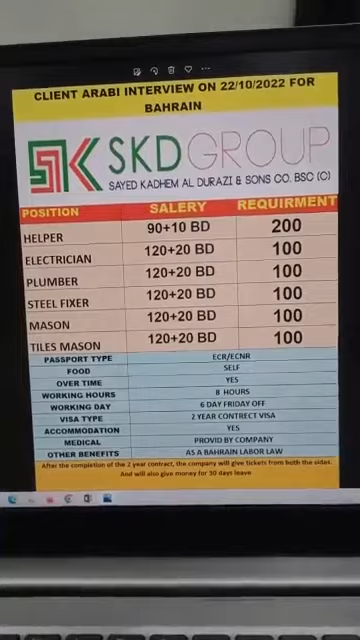 CLIENT ARABI INTERVIEW ON 22/10/2022 FOR
BAHRAIN
SKDGROUP
SAYED KADHEM AL DURAZI & SONS CO. BSC (C)
POSITION SALERY REQUIRMENT
HELPER 90+10 BD 200
ELECTRICIAN 120+20 BD 100
PLUMBER 120+20 BD 100
STEEL FIXER 120+20 BD 100
MASON 120+20 BD 100
TILES MASON 120+20 BD 100
PASSPORT TYPE ECR/ECNR
FOOD SELF
OVER TIME YES
WORKING HOURS 8 HOURS
WORKING DAY 6 DAY FRIDAY OFF
VISA TYPE 2 YEAR CONTRECT VISA
ACCOMMODATION YES
MEDICAL PROVID BY COMPANY
OTHER BENEFITS AS A BAHRAIN LABOR LAW
After the completion of the 2 year contract, the company will give tickets from both the sides.
And will also give money for 30 days leave